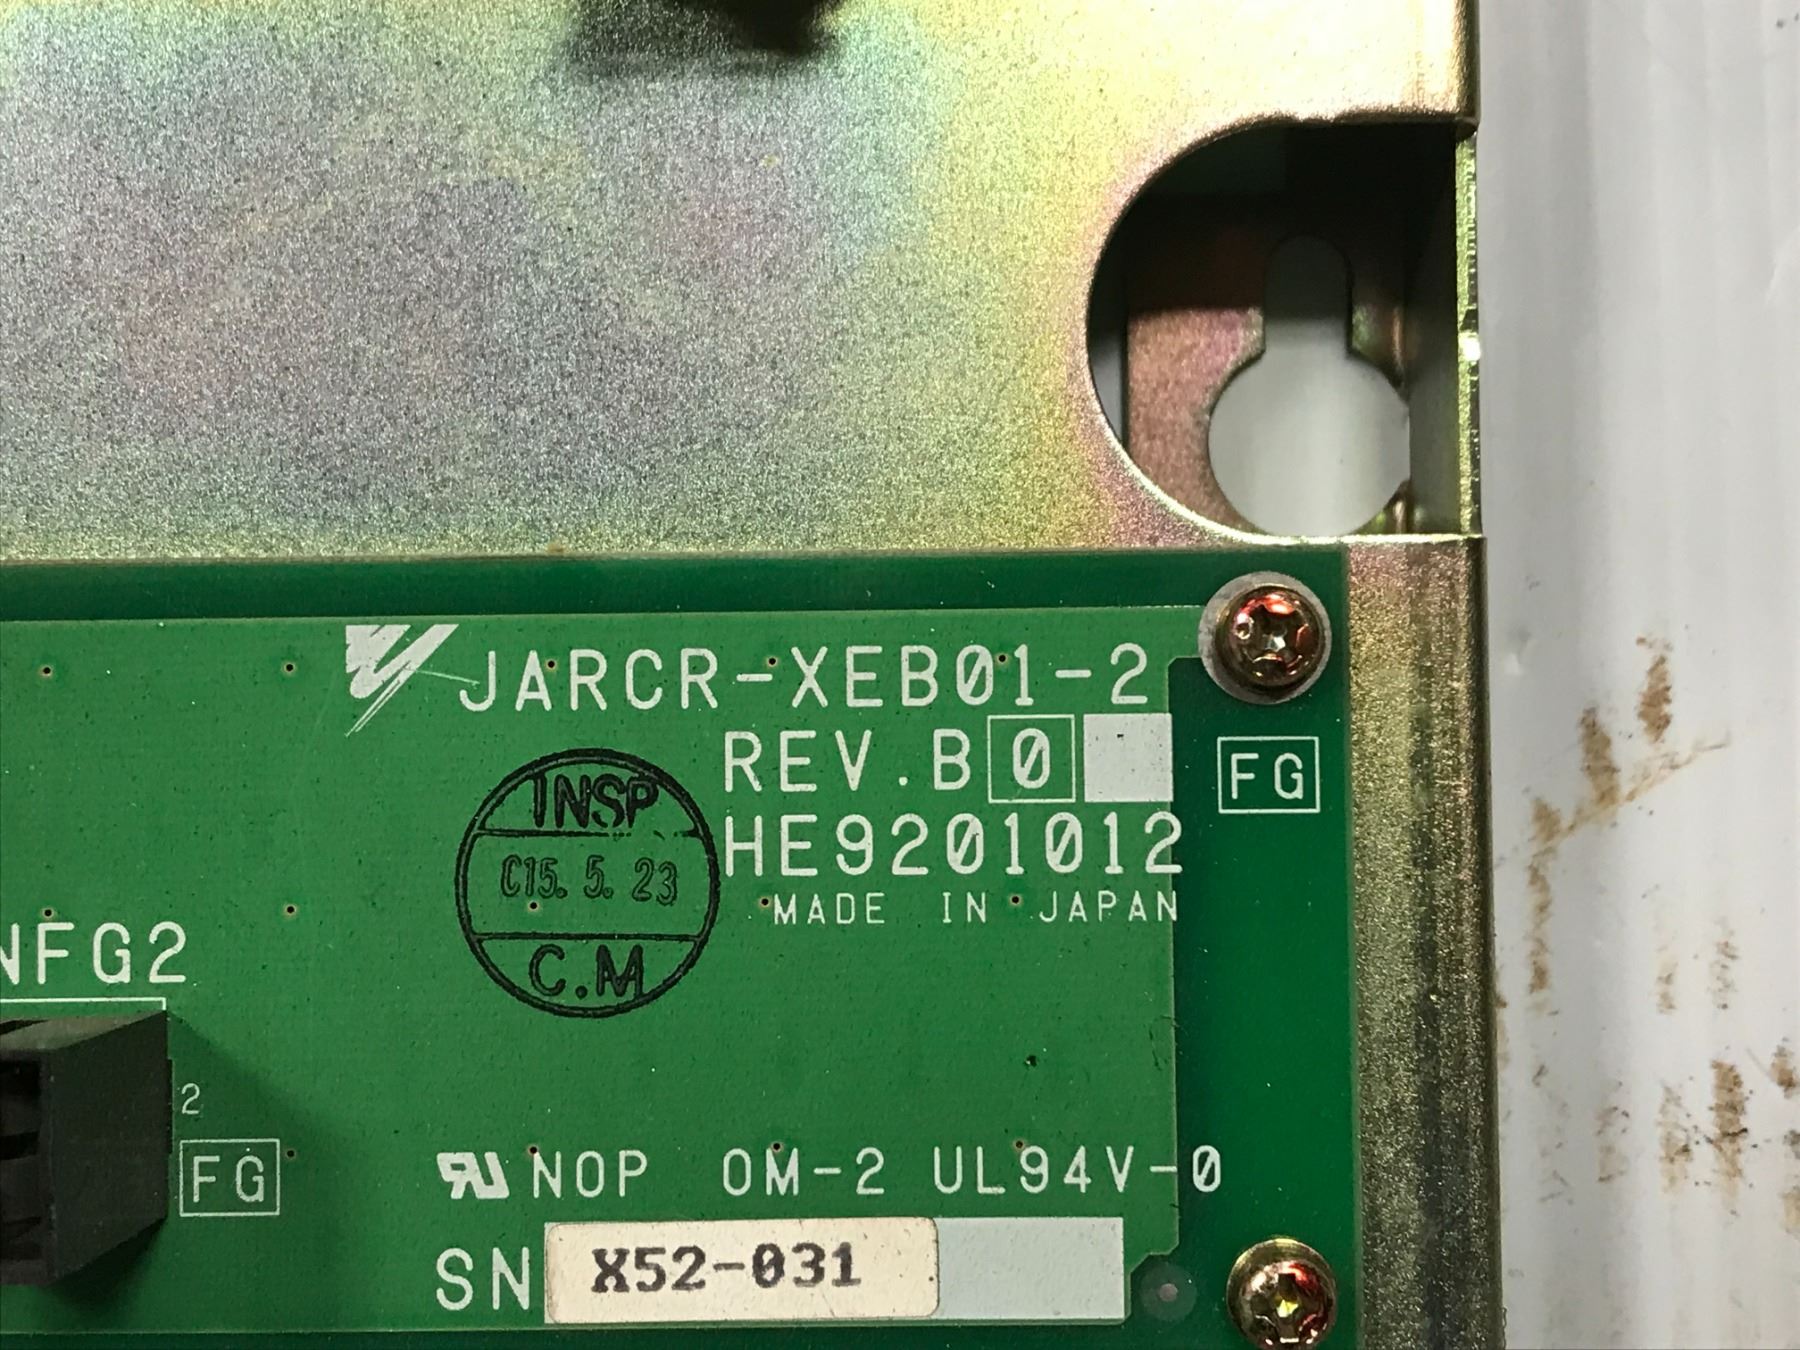 JARCR-XEB01-2
REV.B0
HE9201012
MADE IN JAPAN
FG
INSP
C15. 5. 23
C.M
NFG2
2
FG
NOP OM-2 UL94V-0
SN X52-031